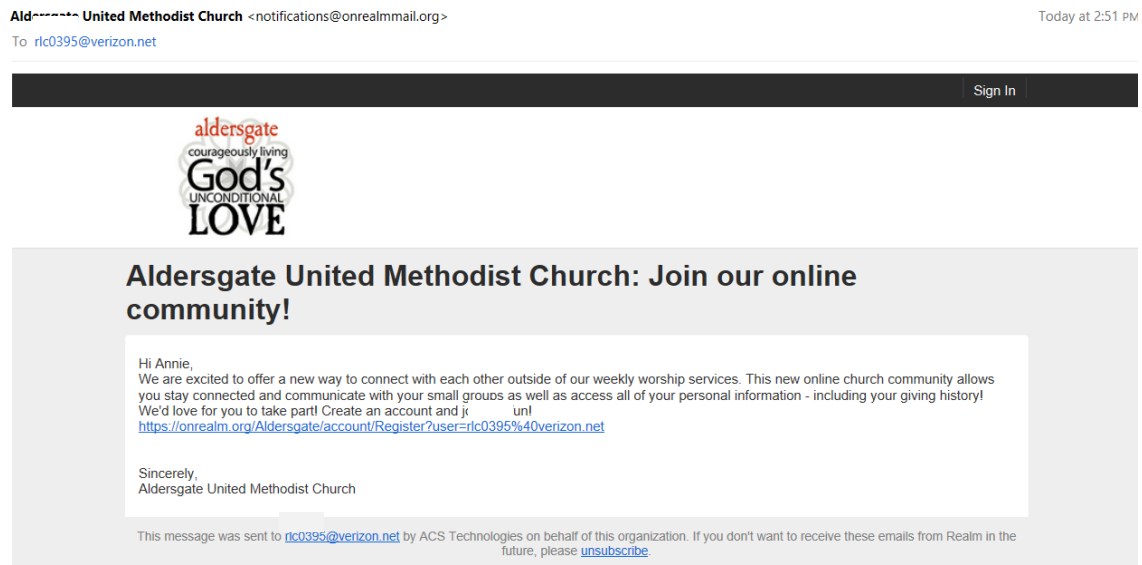 United Methodist Church <notifications@onrealmmail.org>
Today at 2:51 PM
To rlc0395@verizon.net
Sign In
aldersgate
courageously living
God's
UNCONDITIONAL
LOVE
Aldersgate United Methodist Church: Join our online
community!
Hi Annie,
We are excited to offer a new way to connect with each other outside of our weekly worship services. This new online church community allows
you stay connected and communicate with your small groups as well as access all of your personal information - including your giving history!
We'd love for you to take part! Create an account and un!
https://onrealm.org/Aldersgate/account/Register?user=rlc0395%40verizon.net
Sincerely,
Aldersgate United Methodist Church
This message was sent to rlc0395@verizon.net by ACS Technologies on behalf of this organization. If you don't want to receive these emails from Realm in the
future, please unsubscribe.